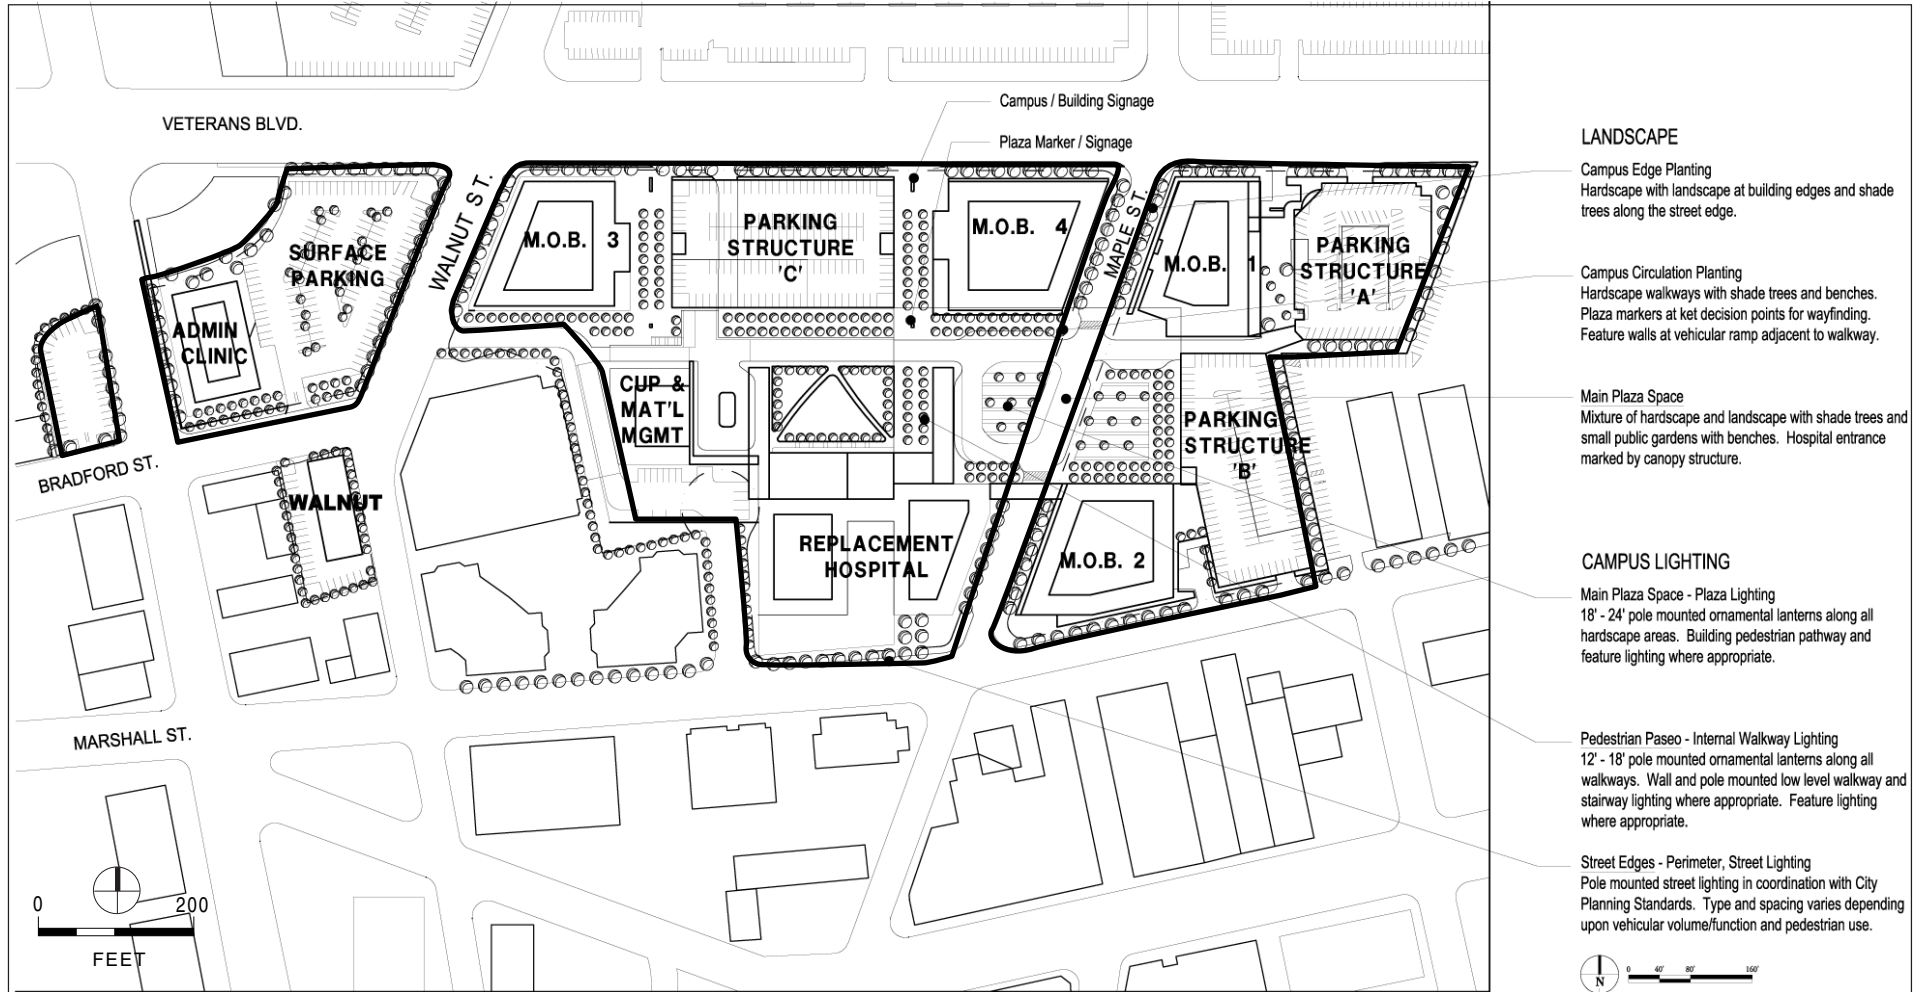 Campus / Building Signage
Plaza Marker / Signage
VETERANS BLVD.
WALNUT ST.
MAPLE ST.
SURFACE
PARKING
ADMIN
CLINIC
M.O.B. 3
PARKING
STRUCTURE
'C'
M.O.B. 4
M.O.B. 1
PARKING
STRUCTURE
'A'
CUP &
MAT'L
MGMT
PARKING
STRUCTURE
'B'
BRADFORD ST.
WALNUT
REPLACEMENT
HOSPITAL
M.O.B. 2
MARSHALL ST.
0 200
FEET
LANDSCAPE
Campus Edge Planting
Hardscape with landscape at building edges and shade
trees along the street edge.
Campus Circulation Planting
Hardscape walkways with shade trees and benches.
Plaza markers at ket decision points for wayfinding.
Feature walls at vehicular ramp adjacent to walkway.
Main Plaza Space
Mixture of hardscape and landscape with shade trees and
small public gardens with benches. Hospital entrance
marked by canopy structure.
CAMPUS LIGHTING
Main Plaza Space - Plaza Lighting
18' - 24' pole mounted ornamental lanterns along all
hardscape areas. Building pedestrian pathway and
feature lighting where appropriate.
Pedestrian Paseo - Internal Walkway Lighting
12' - 18' pole mounted ornamental lanterns along all
walkways. Wall and pole mounted low level walkway and
stairway lighting where appropriate. Feature lighting
where appropriate.
Street Edges - Perimeter, Street Lighting
Pole mounted street lighting in coordination with City
Planning Standards. Type and spacing varies depending
upon vehicular volume/function and pedestrian use.
N
0 40' 80' 160'